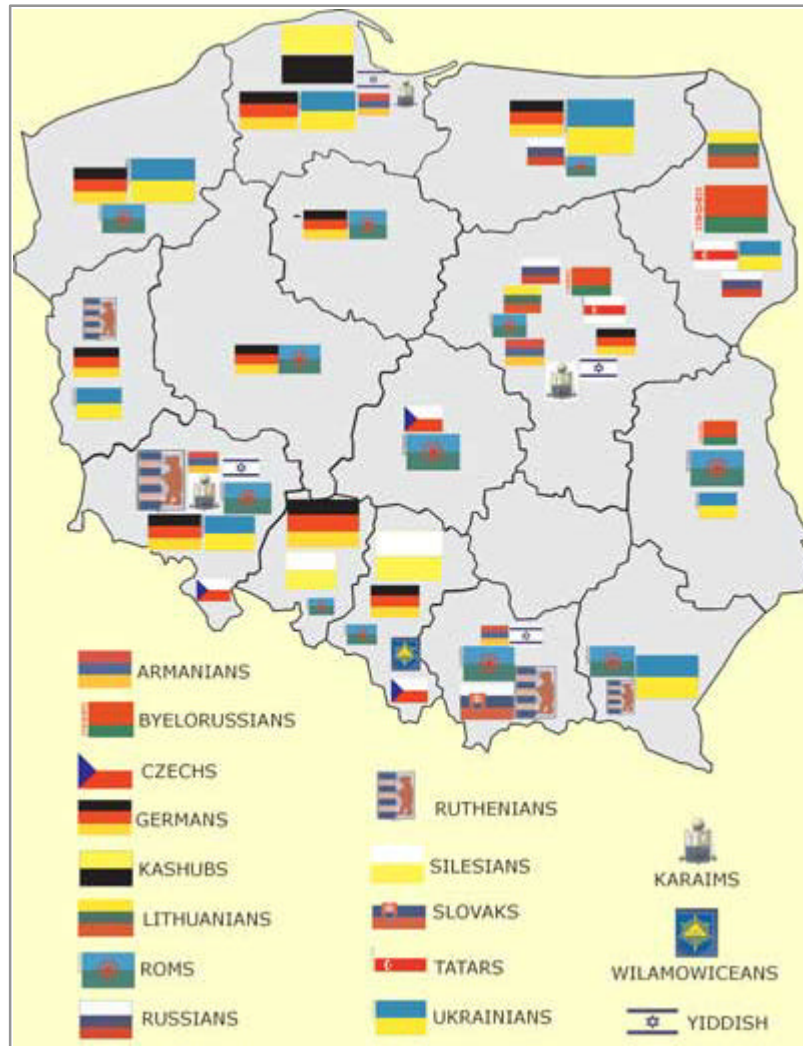 ARMANIANS
BYELORUSSIANS
CZECHS
GERMANS
KASHUBS
LITHUANIANS
ROMS
RUSSIANS
RUTHENIANS
SILESIANS
SLOVAKS
TATARS
UKRAINIANS
KARAIMS
WILAMOWICEANS
YIDDISH